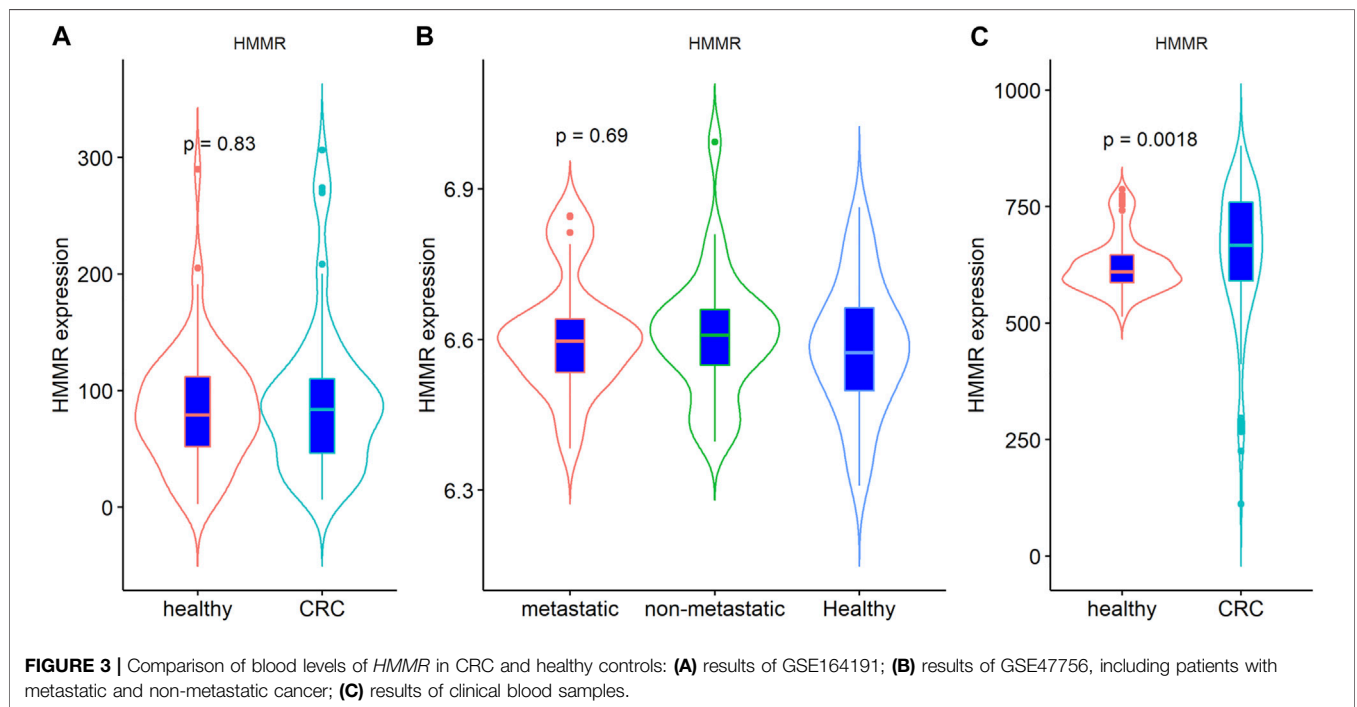 A
HMMR
p = 0.83
HMMR expression
300
200
100
0
healthy
CRC
B
HMMR
p = 0.69
HMMR expression
6.9
6.6
6.3
metastatic
non-metastatic
Healthy
C
HMMR
p = 0.0018
HMMR expression
1000
750
500
250
0
healthy
CRC
FIGURE 3 | Comparison of blood levels of HMMR in CRC and healthy controls: (A) results of GSE164191; (B) results of GSE47756, including patients with
metastatic and non-metastatic cancer; (C) results of clinical blood samples.